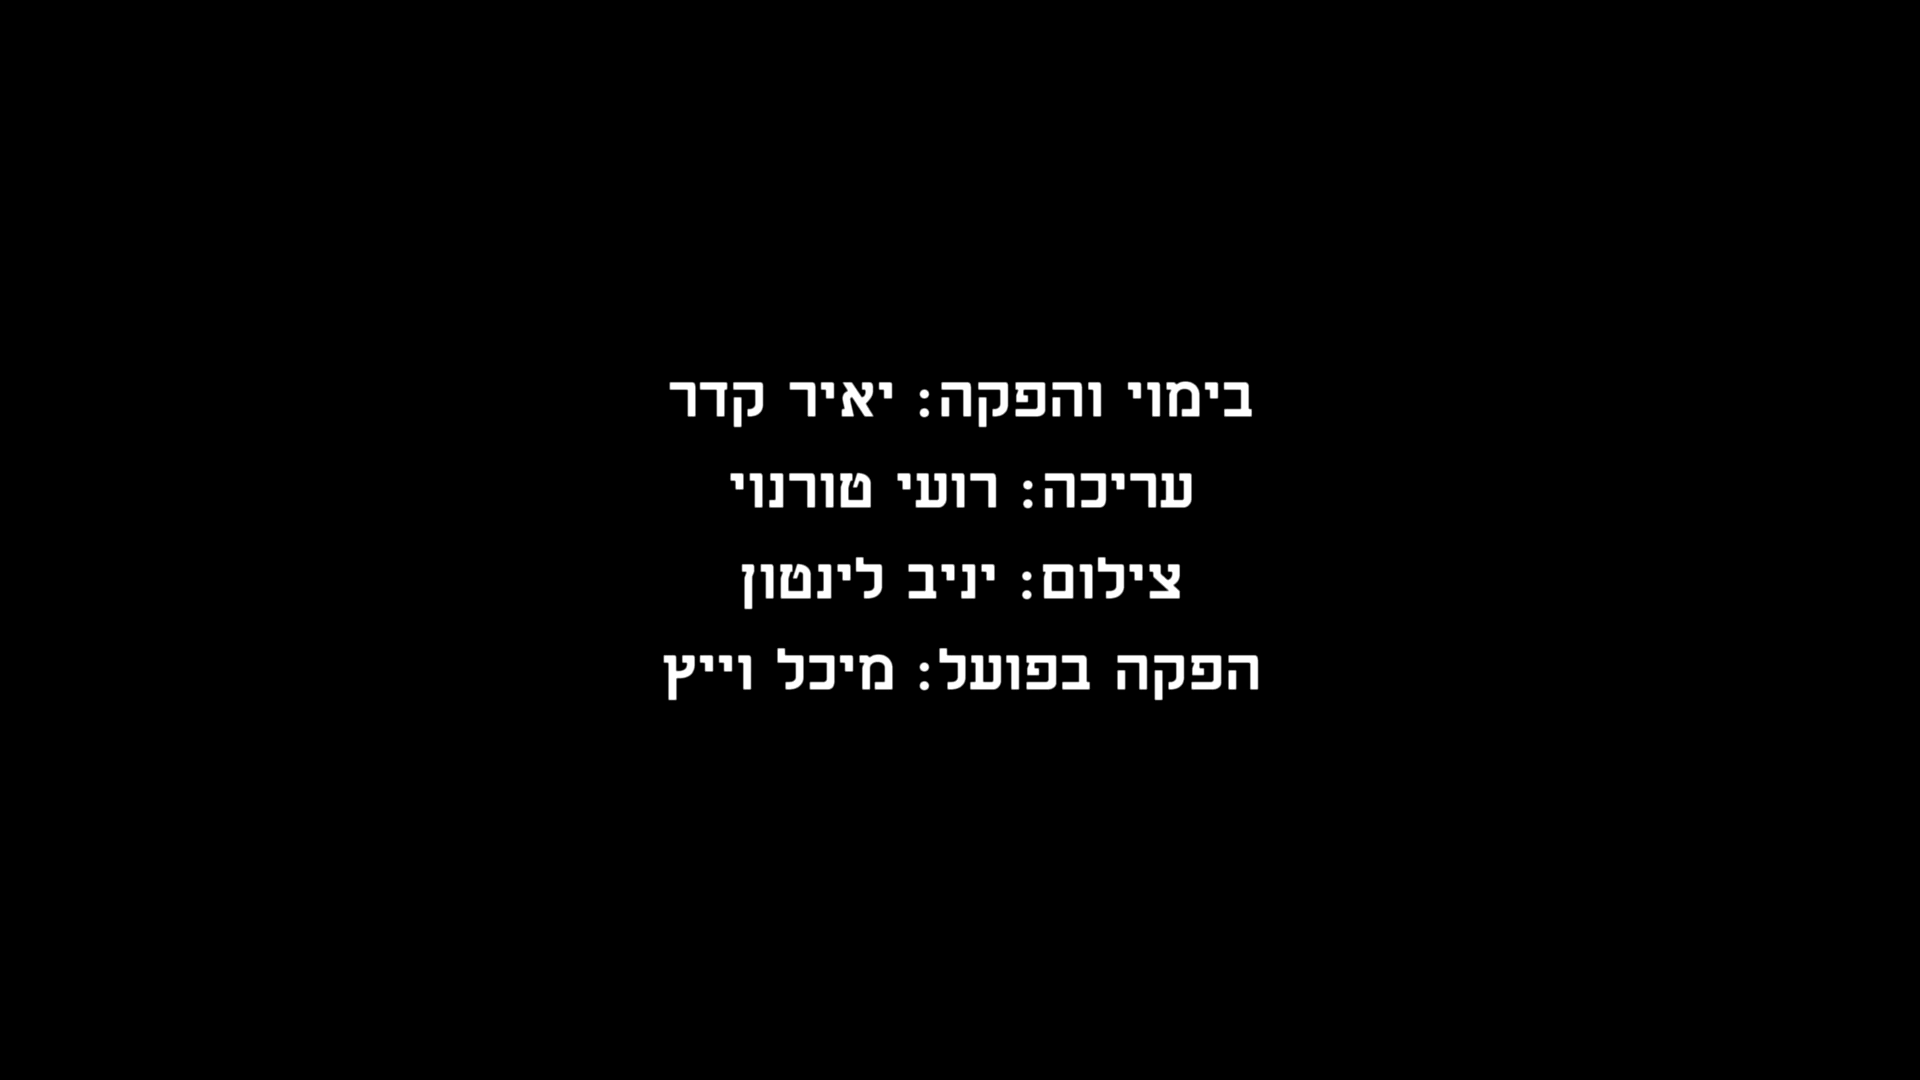 בימוי והפקה: יאיר קדר
עריכה: רועי טורנוי
צילום: יניב לינטון
הפקה בפועל: מיכל וייץ